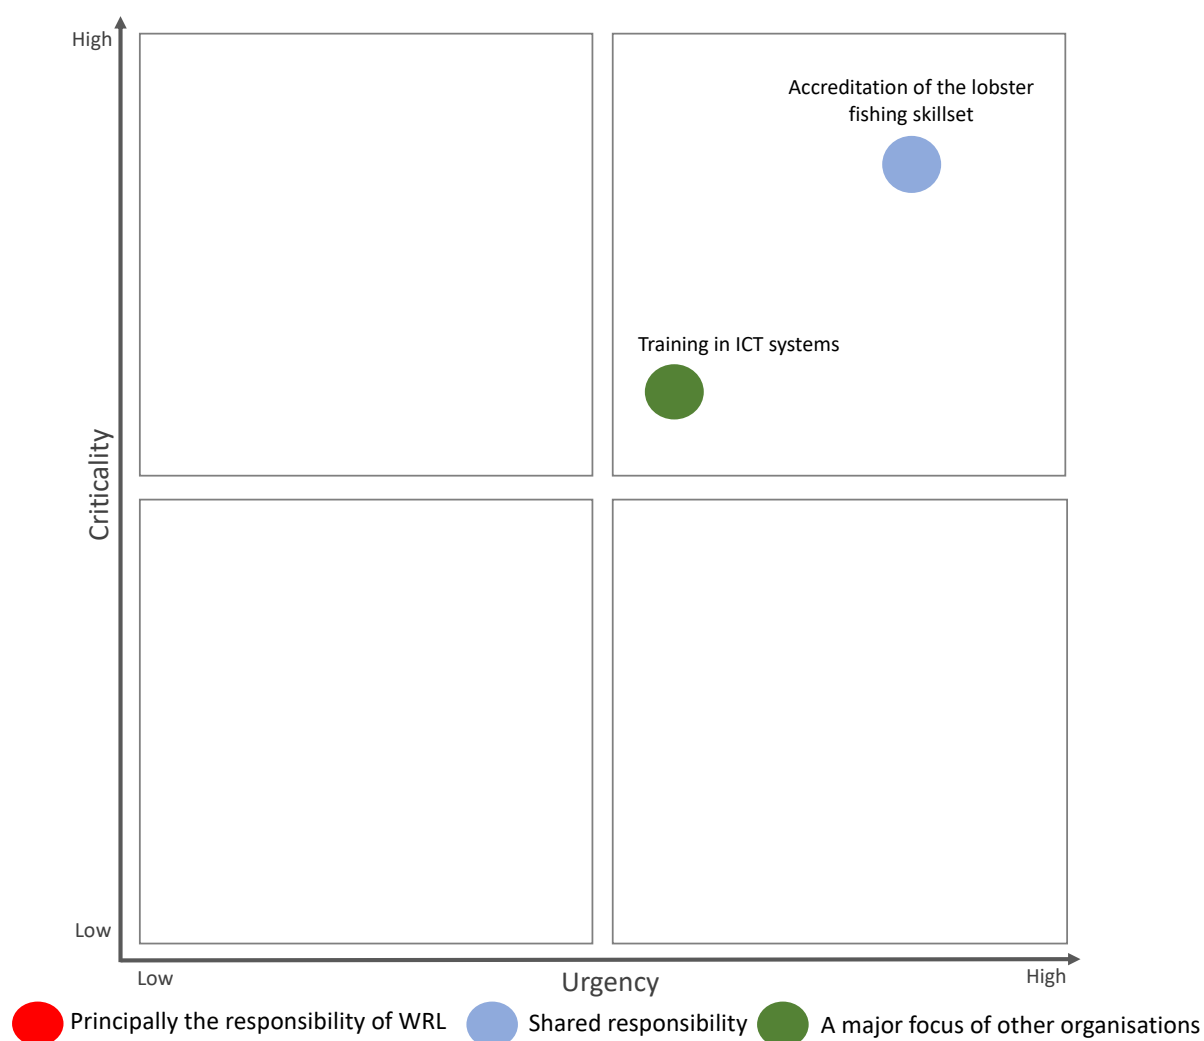 High
Accreditation of the lobster
fishing skillset
Training in ICT systems
Criticality
Low
Low
Urgency
High
Principally the responsibility of WRL
Shared responsibility
A major focus of other organisations